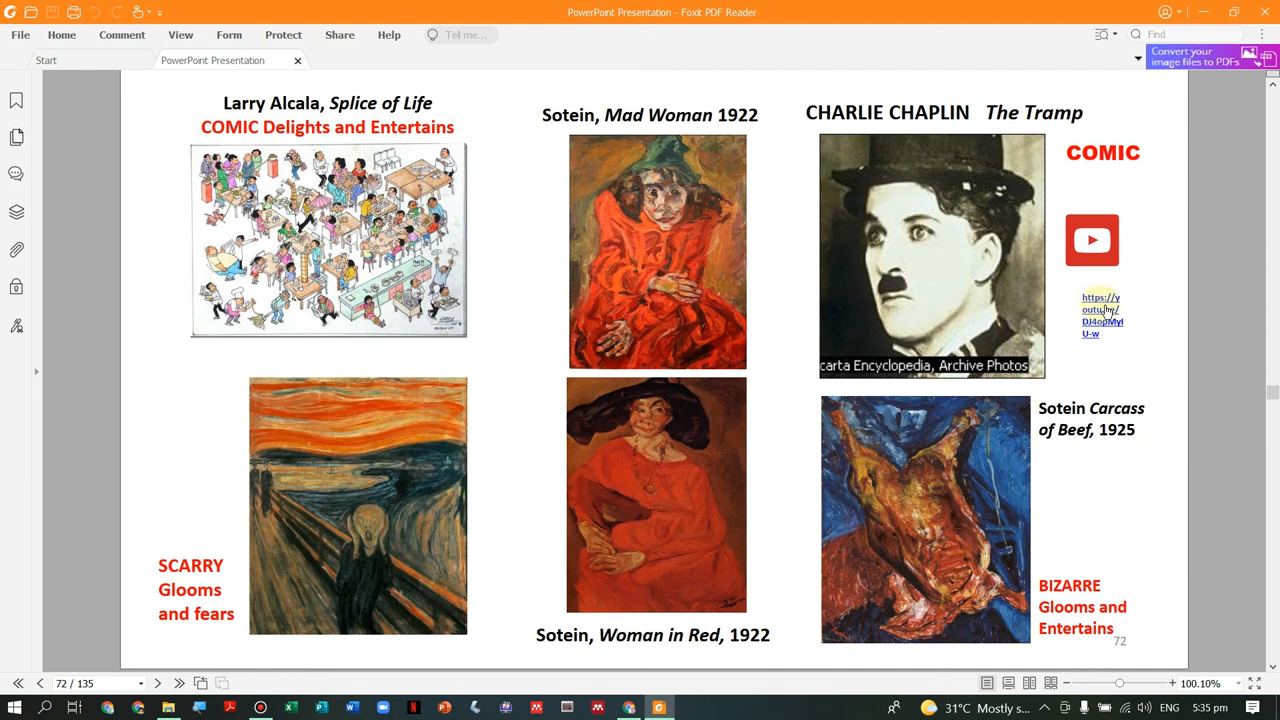 PowerPoint Presentation - Foxit PDF Reader
File Home Comment View Form Protect Share Help Tell me... Find
Start PowerPoint Presentation
Convert your
image files to PDFs
Larry Alcala, Splice of Life
COMIC Delights and Entertains
Sotein, Mad Woman 1922
CHARLIE CHAPLIN The Tramp
COMIC
https://y
DJ4opMyI
U-w
carta Encyclopedia, Archive Photos
Sotein Carcass
of Beef, 1925
SCARRY
Glooms
and fears
BIZARRE
Glooms and
Entertains
Sotein, Woman in Red, 1922
72
72 / 135
100.10%
31°C Mostly s...
ENG
5:35 pm